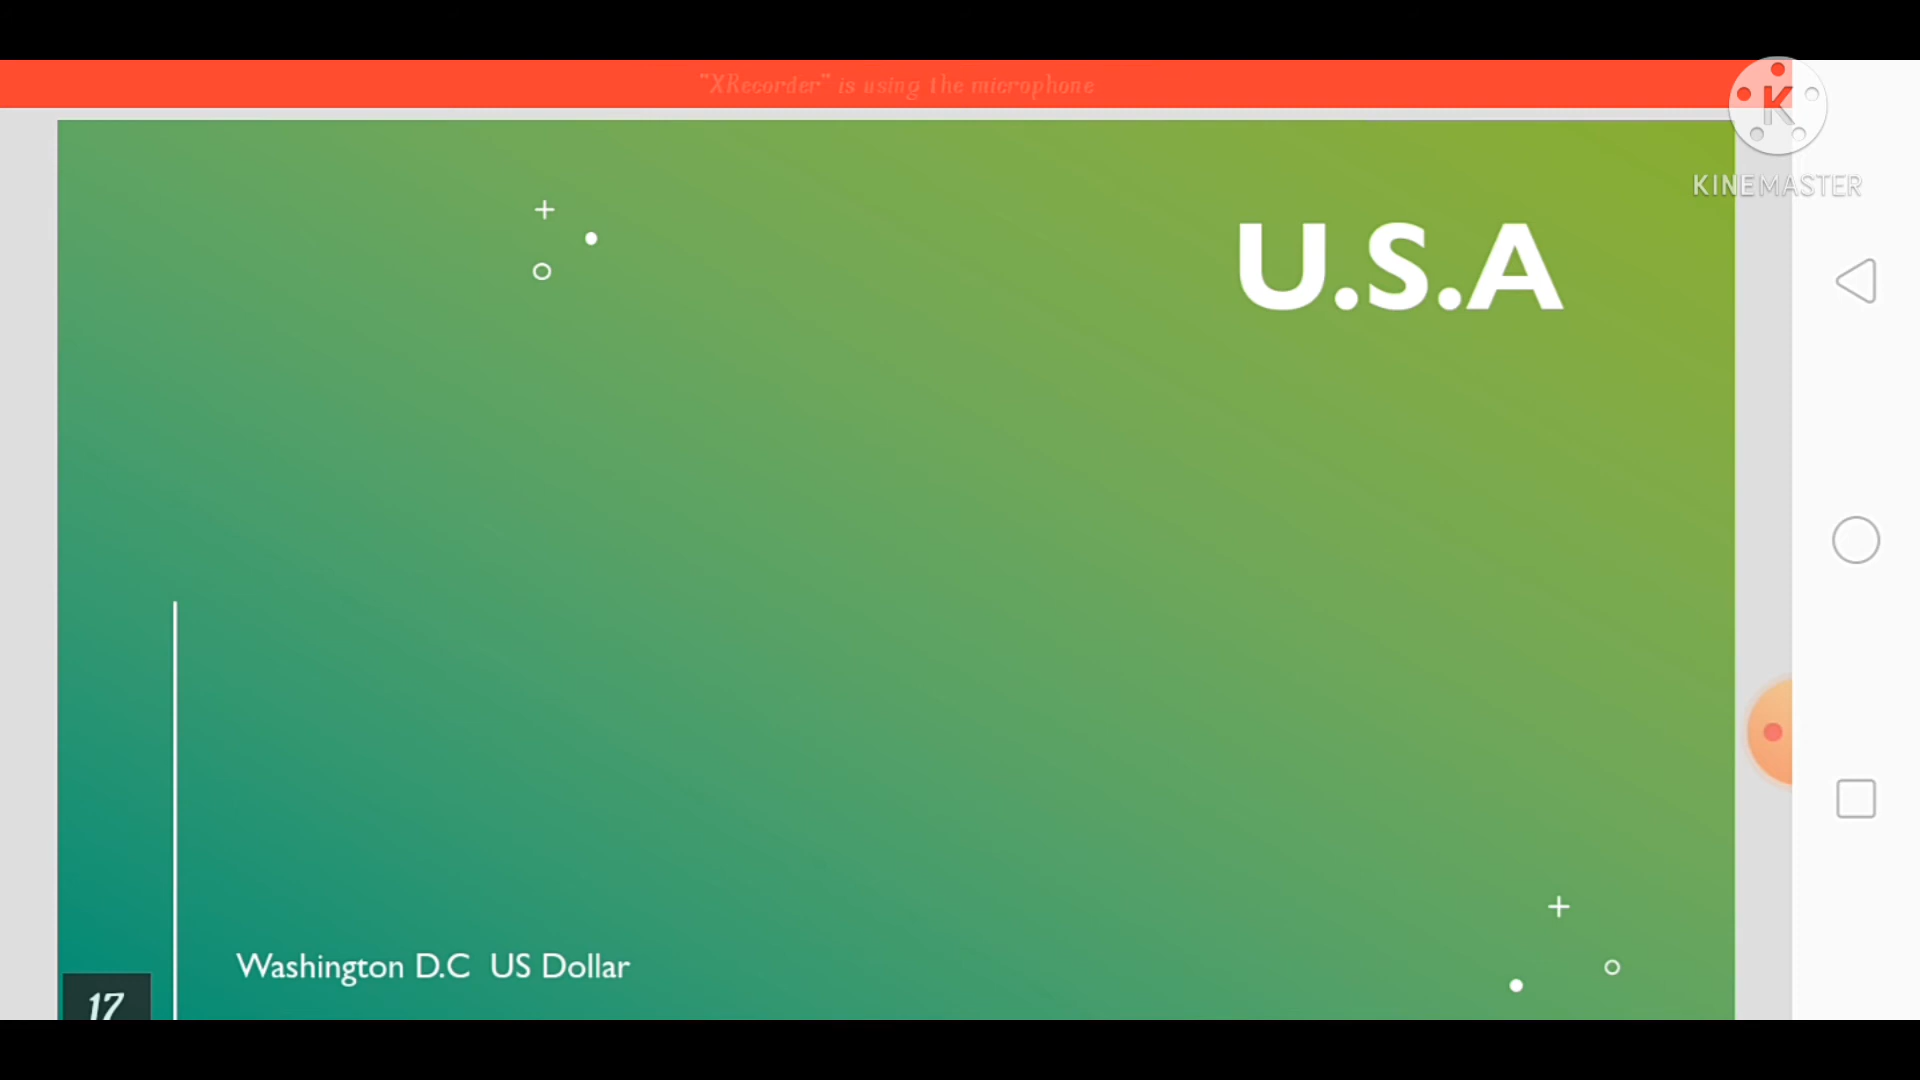 "XRecorder" is using the microphone
K
KINEMASTER
U.S.A
Washington D.C  US Dollar
17